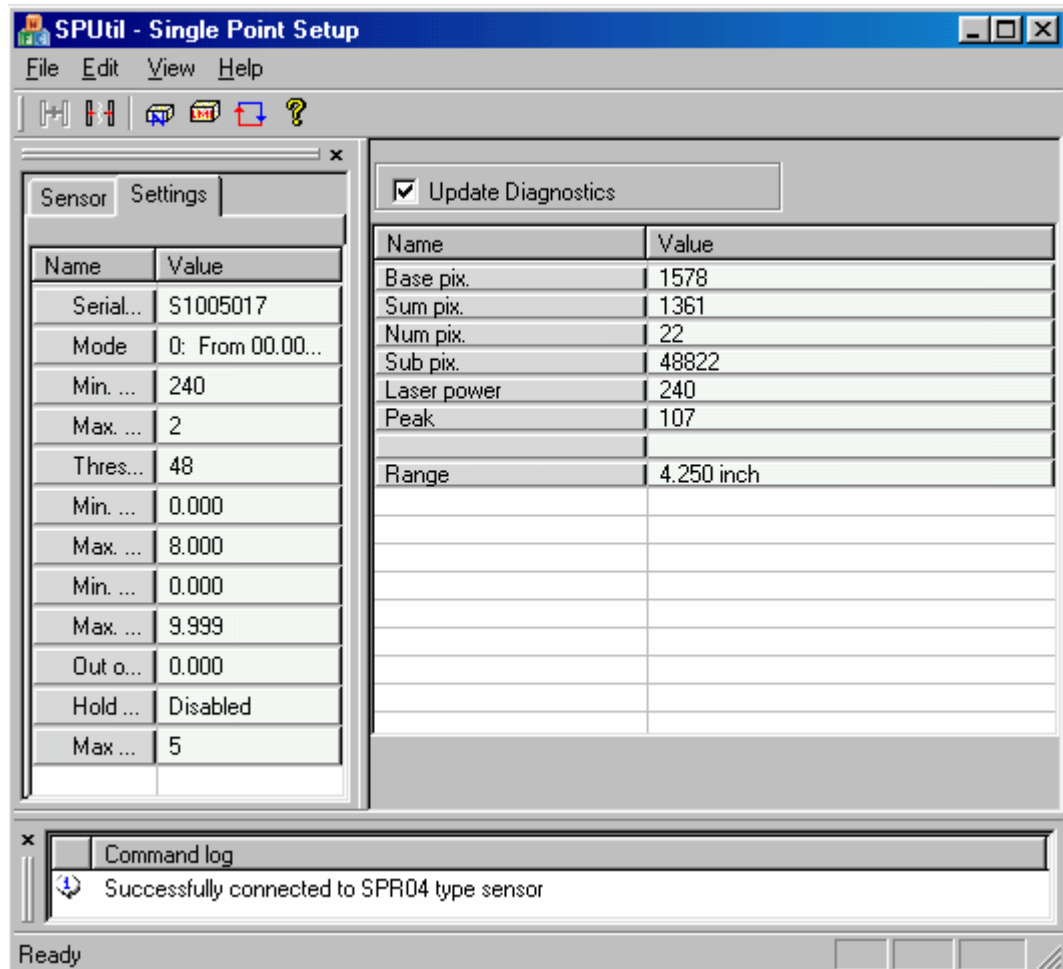 SPUtil - Single Point Setup
File Edit View Help
Sensor Settings
Name Value
Serial... S1005017
Mode 0: From 00.00...
Min. ... 240
Max. ... 2
Thres... 48
Min. ... 0.000
Max. ... 8.000
Min. ... 0.000
Max. ... 9.999
Out o... 0.000
Hold ... Disabled
Max ... 5
Update Diagnostics
Name Value
Base pix. 1578
Sum pix. 1361
Num pix. 22
Sub pix. 48822
Laser power 240
Peak 107
Range 4.250 inch
Command log
Successfully connected to SPR04 type sensor
Ready